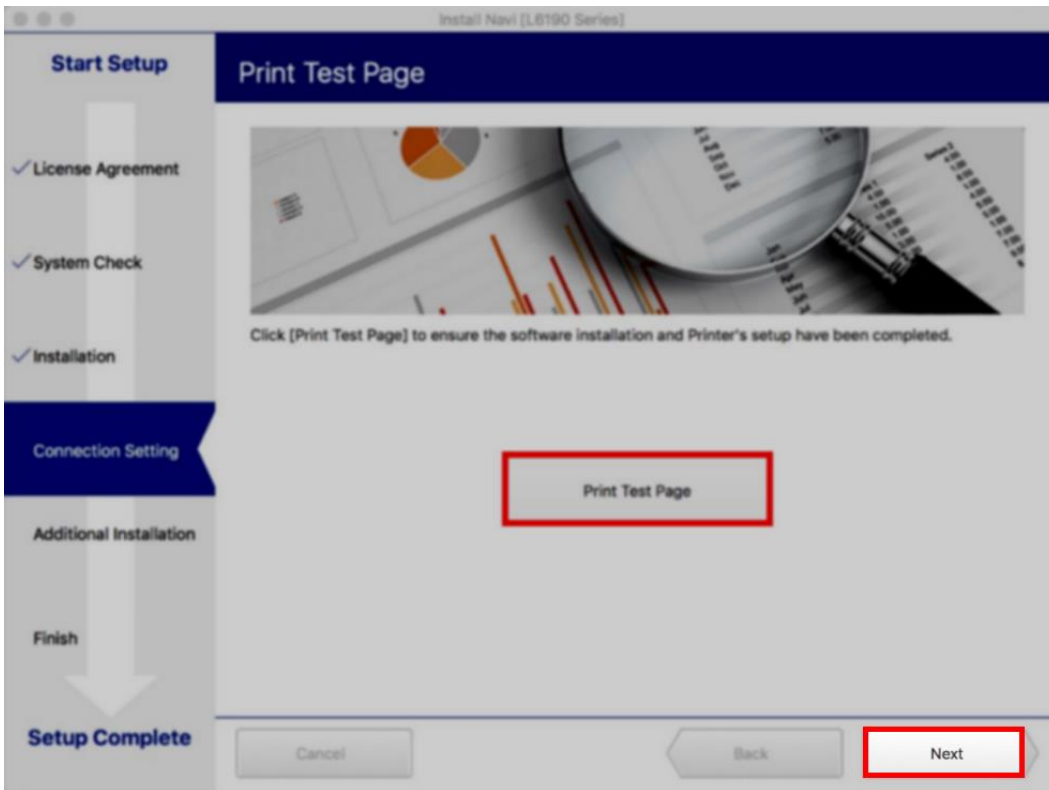 Install Navi [L6190 Series]
Start Setup
Print Test Page
License Agreement
System Check
Click [Print Test Page] to ensure the software installation and Printer's setup have been completed.
Installation
Connection Setting
Print Test Page
Additional Installation
Finish
Setup Complete
Cancel
Back
Next